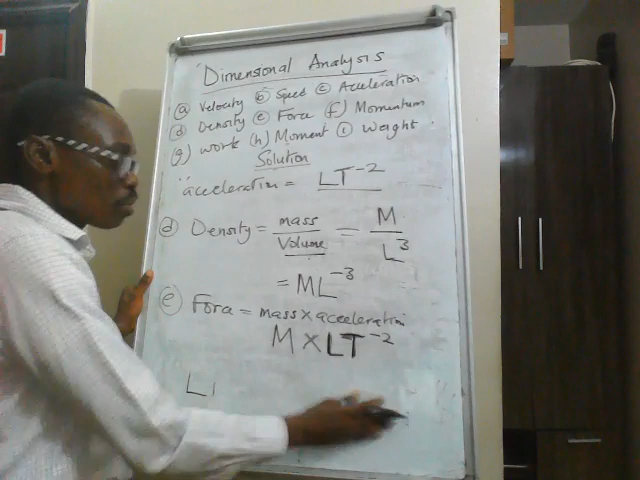 Dimensional Analysis
(a) Velocity (b) Speed (c) Acceleration
(d) Density (e) Force (f) Momentum
(g) work (h) Moment (i) Weight
Solution
∴ acceleration = LT⁻²
(d) Density = mass/Volume = M/L³
= ML⁻³
(e) Force = mass x acceleration
M x LT⁻²